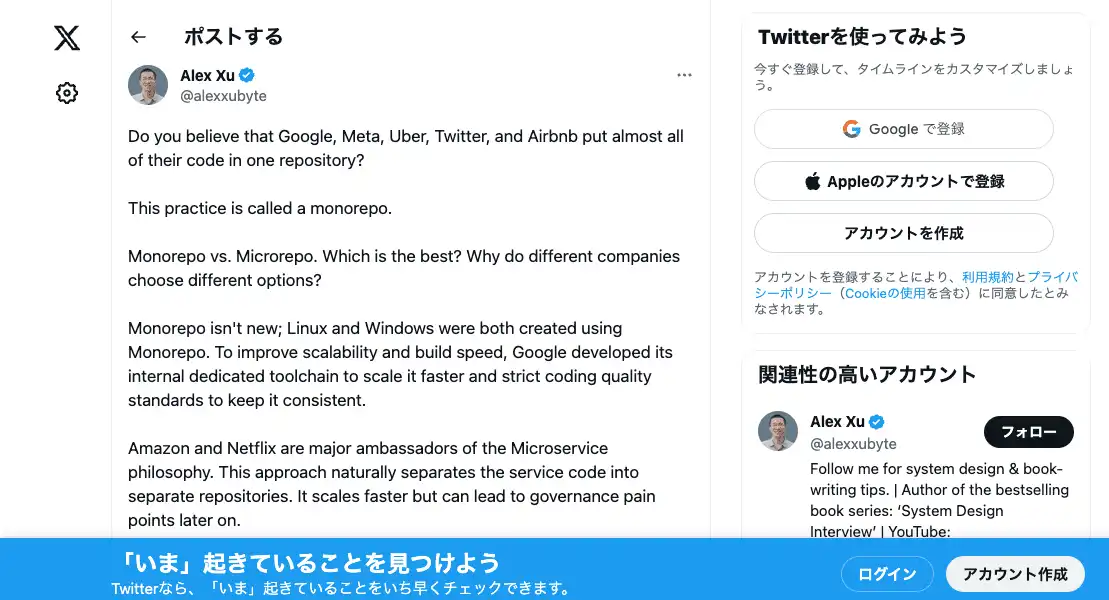 ポストする
Alex Xu
@alexxubyte
Do you believe that Google, Meta, Uber, Twitter, and Airbnb put almost all
of their code in one repository?
This practice is called a monorepo.
Monorepo vs. Microrepo. Which is the best? Why do different companies
choose different options?
Monorepo isn't new; Linux and Windows were both created using
Monorepo. To improve scalability and build speed, Google developed its
internal dedicated toolchain to scale it faster and strict coding quality
standards to keep it consistent.
Amazon and Netflix are major ambassadors of the Microservice
philosophy. This approach naturally separates the service code into
separate repositories. It scales faster but can lead to governance pain
points later on.
Twitterを使ってみよう
今すぐ登録して、タイムラインをカスタマイズしましょ
う。
Google で登録
Appleのアカウントで登録
アカウントを作成
アカウントを登録することにより、利用規約とプライバ
シーポリシー（Cookieの使用を含む）に同意したとみ
なされます。
関連性の高いアカウント
Alex Xu
@alexxubyte
フォロー
Follow me for system design & book-
writing tips. | Author of the bestselling
book series: ‘System Design
Interview’ | YouTube:
「いま」起きていることを見つけよう
Twitterなら、「いま」起きていることをいち早くチェックできます。
ログイン
アカウント作成